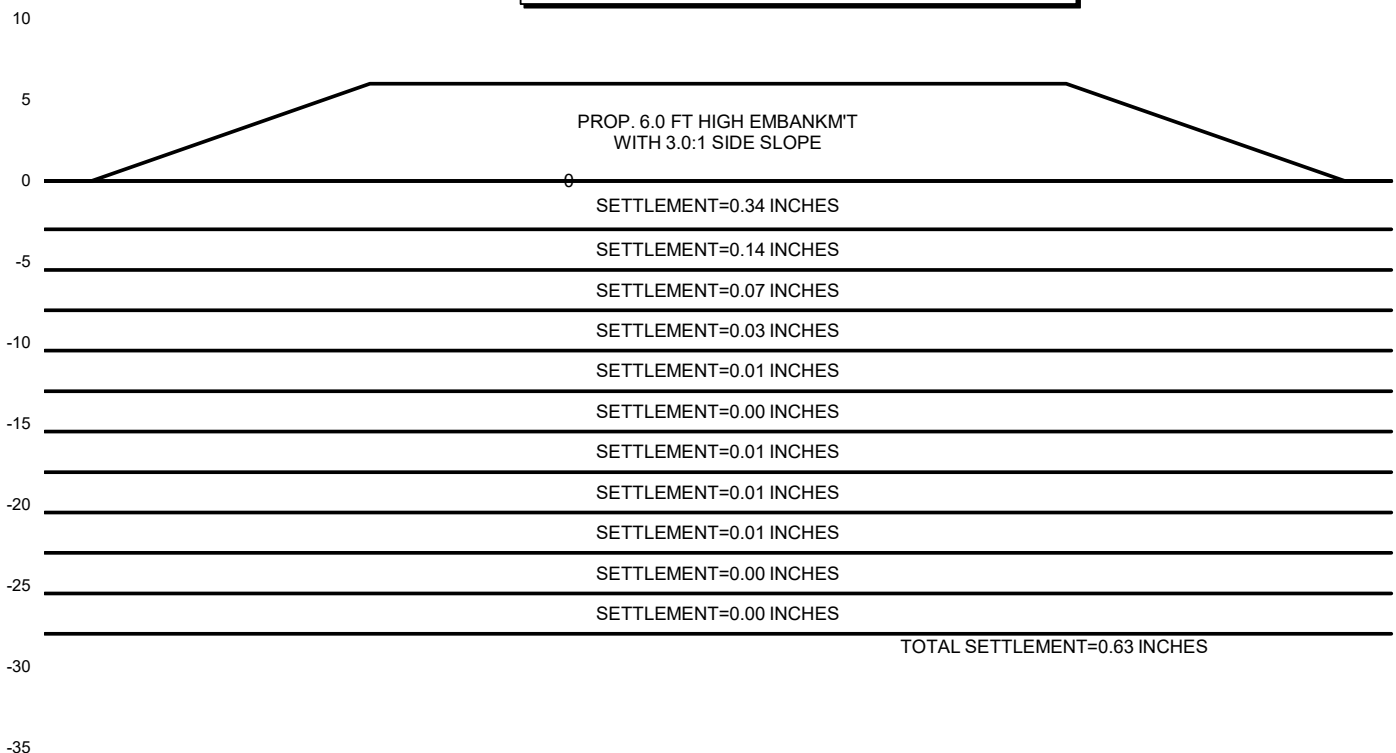 10
5
PROP. 6.0 FT HIGH EMBANKM'T
WITH 3.0:1 SIDE SLOPE
0
0
SETTLEMENT=0.34 INCHES
SETTLEMENT=0.14 INCHES
-5
SETTLEMENT=0.07 INCHES
SETTLEMENT=0.03 INCHES
-10
SETTLEMENT=0.01 INCHES
SETTLEMENT=0.00 INCHES
-15
SETTLEMENT=0.01 INCHES
SETTLEMENT=0.01 INCHES
-20
SETTLEMENT=0.01 INCHES
SETTLEMENT=0.00 INCHES
-25
SETTLEMENT=0.00 INCHES
TOTAL SETTLEMENT=0.63 INCHES
-30
-35